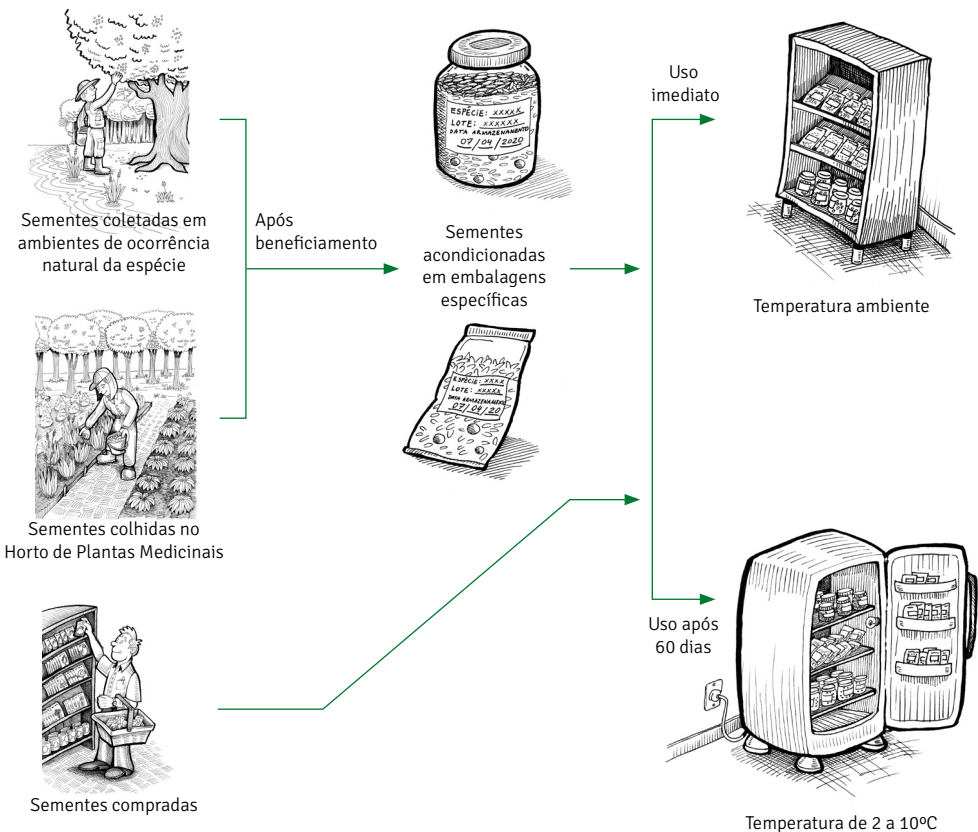 Sementes coletadas em
ambientes de ocorrência
natural da espécie
Após
beneficiamento
ESPÉCIE: XXXXX
LOTE: XXXXXX
DATA ARMAZENAMENTO
07/04/2020
Sementes
acondicionadas
em embalagens
específicas
ESPÉCIE: XXXX
LOTE: XXXXX
DATA ARMAZENAMENTO
07/04/20
Uso
imediato
Temperatura ambiente
Sementes colhidas no
Horto de Plantas Medicinais
Uso após
60 dias
Sementes compradas
Temperatura de 2 a 10ºC